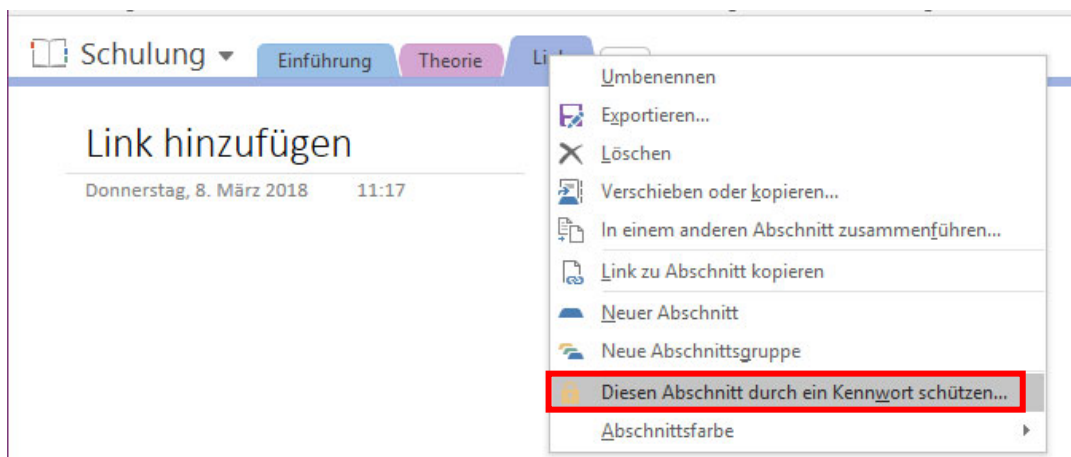 Schulung
Einführung
Theorie
Link hinzufügen
Donnerstag, 8. März 2018 11:17
Umbenennen
Exportieren...
Löschen
Verschieben oder kopieren...
In einem anderen Abschnitt zusammenführen...
Link zu Abschnitt kopieren
Neuer Abschnitt
Neue Abschnittsgruppe
Diesen Abschnitt durch ein Kennwort schützen...
Abschnittsfarbe